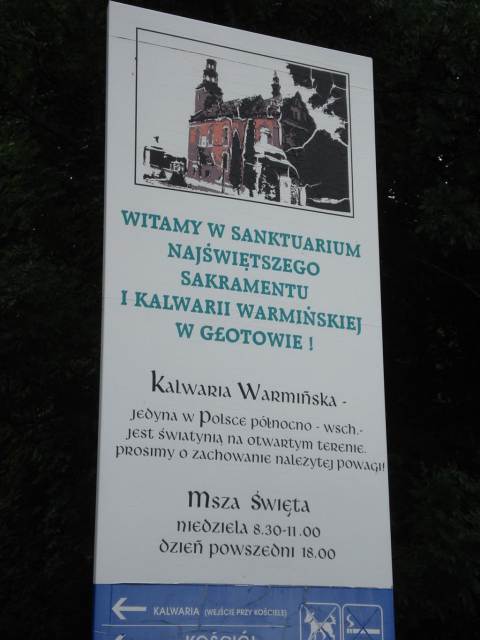 WITAMY W SANKTUARIUM
NAJŚWIĘTSZEGO
SAKRAMENTU
I KALWARII WARMIŃSKIEJ
W GŁOTOWIE !
Kalwaria Warmińska -
jedyna w Polsce północno - wsch.-
jest świątynią na otwartym terenie.
prosimy o zachowanie należytej powagi!
Msza Święta
niedziela 8.30-11.00
dzień powszedni 18.00
KALWARIA (WEJŚCIE PRZY KOŚCIELE)
KOŚCIÓŁ